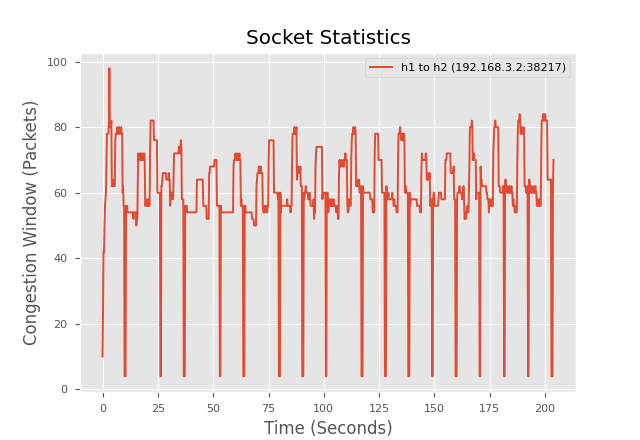 Socket Statistics
h1 to h2 (192.168.3.2:38217)
Congestion Window (Packets)
100
80
60
40
20
0
0 25 50 75 100 125 150 175 200
Time (Seconds)